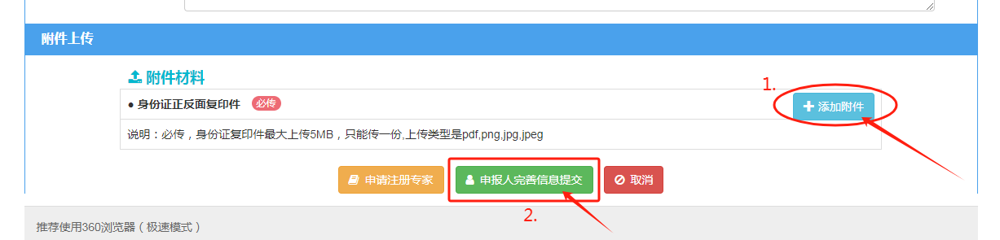 附件上传
附件材料
1.
● 身份证正反面复印件 必传
添加附件
说明：必传，身份证复印件最大上传5MB，只能传一份,上传类型是pdf,png,jpg,jpeg
申请注册专家 申报人完善信息提交 取消
2.
推荐使用360浏览器（极速模式）